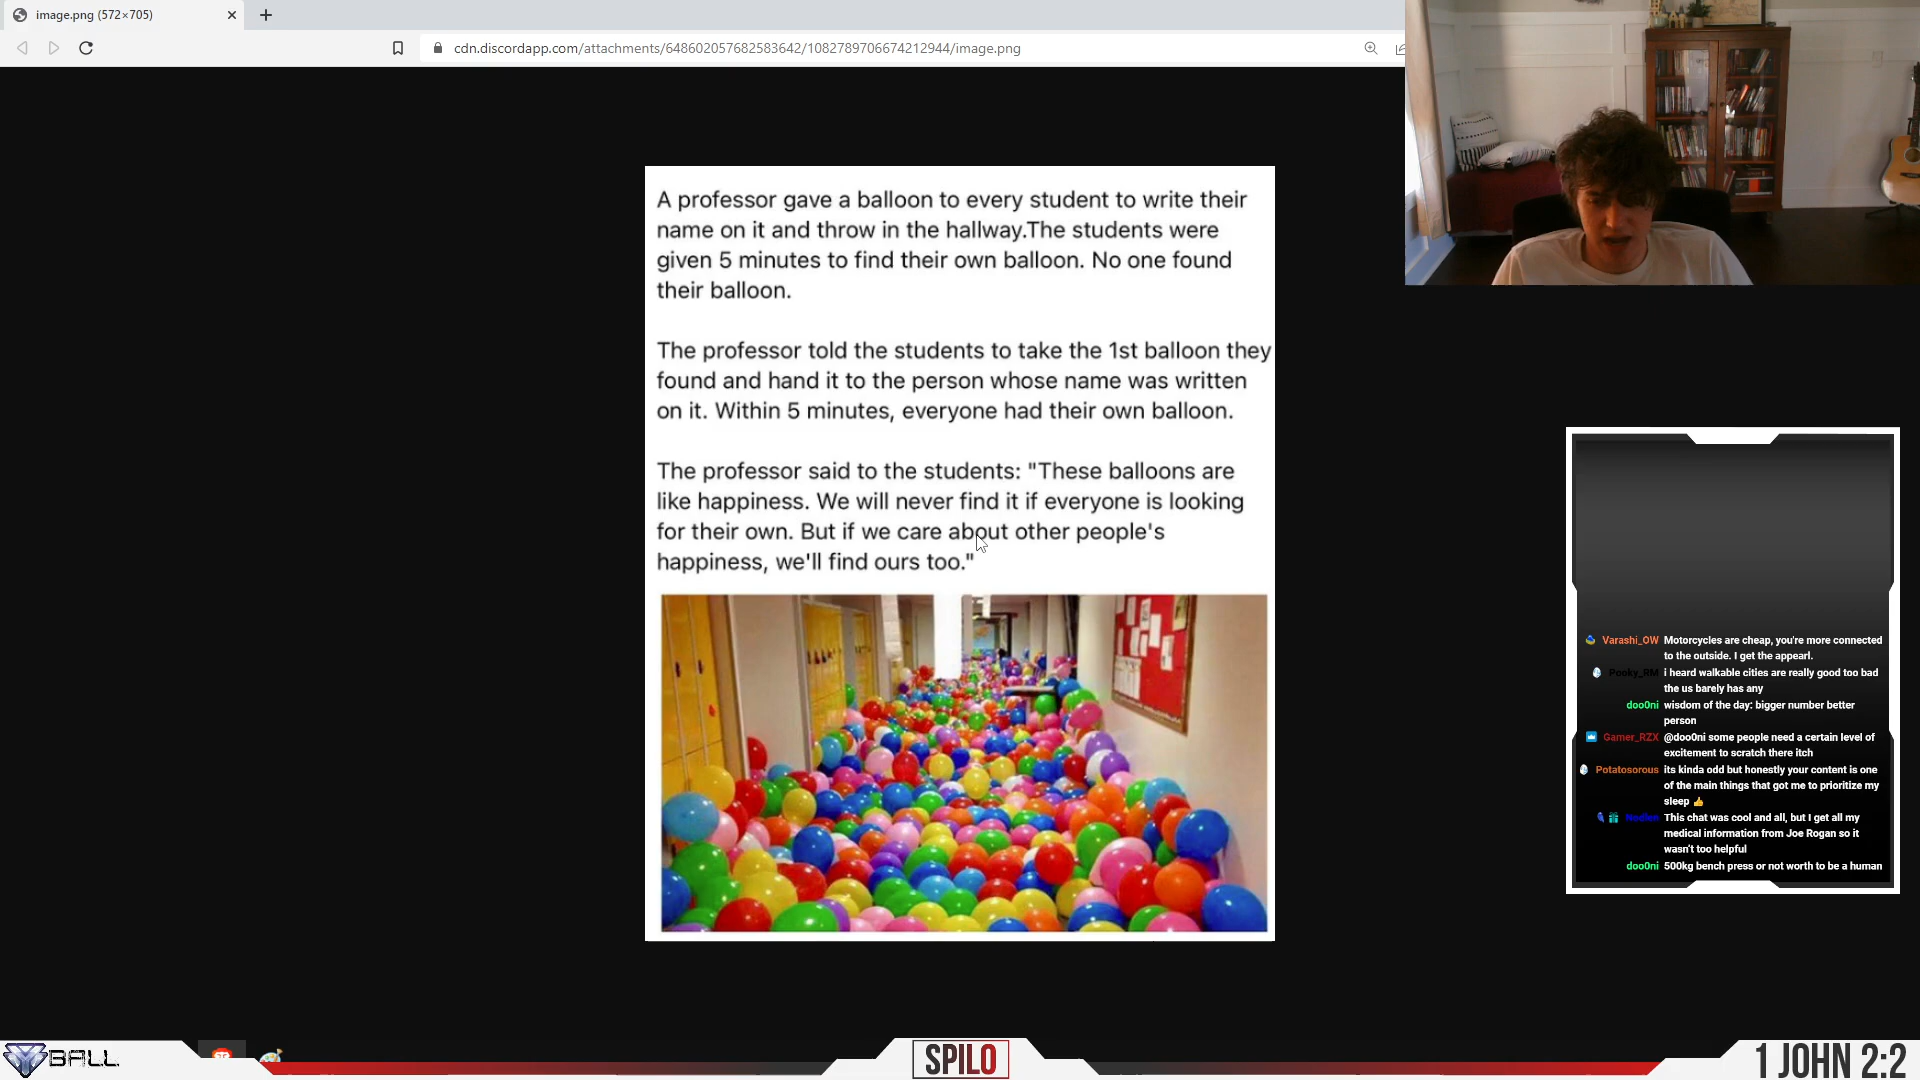 image.png (572×705)
cdn.discordapp.com/attachments/648602057682583642/1082789706674212944/image.png
A professor gave a balloon to every student to write their
name on it and throw in the hallway.The students were
given 5 minutes to find their own balloon. No one found
their balloon.
The professor told the students to take the 1st balloon they
found and hand it to the person whose name was written
on it. Within 5 minutes, everyone had their own balloon.
The professor said to the students: "These balloons are
like happiness. We will never find it if everyone is looking
for their own. But if we care about other people's
happiness, we'll find ours too."
Varashi_OW Motorcycles are cheap, you're more connected
to the outside. I get the appearl.
Pooky_RM i heard walkable cities are really good too bad
the us barely has any
doo0ni wisdom of the day: bigger number better
person
Gamer_RZX @doo0ni some people need a certain level of
excitement to scratch there itch
Potatosorous its kinda odd but honestly your content is one
of the main things that got me to prioritize my
sleep
This chat was cool and all, but I get all my
medical information from Joe Rogan so it
wasn't too helpful
doo0ni 500kg bench press or not worth to be a human
BALL
SPILO
1 JOHN 2:2